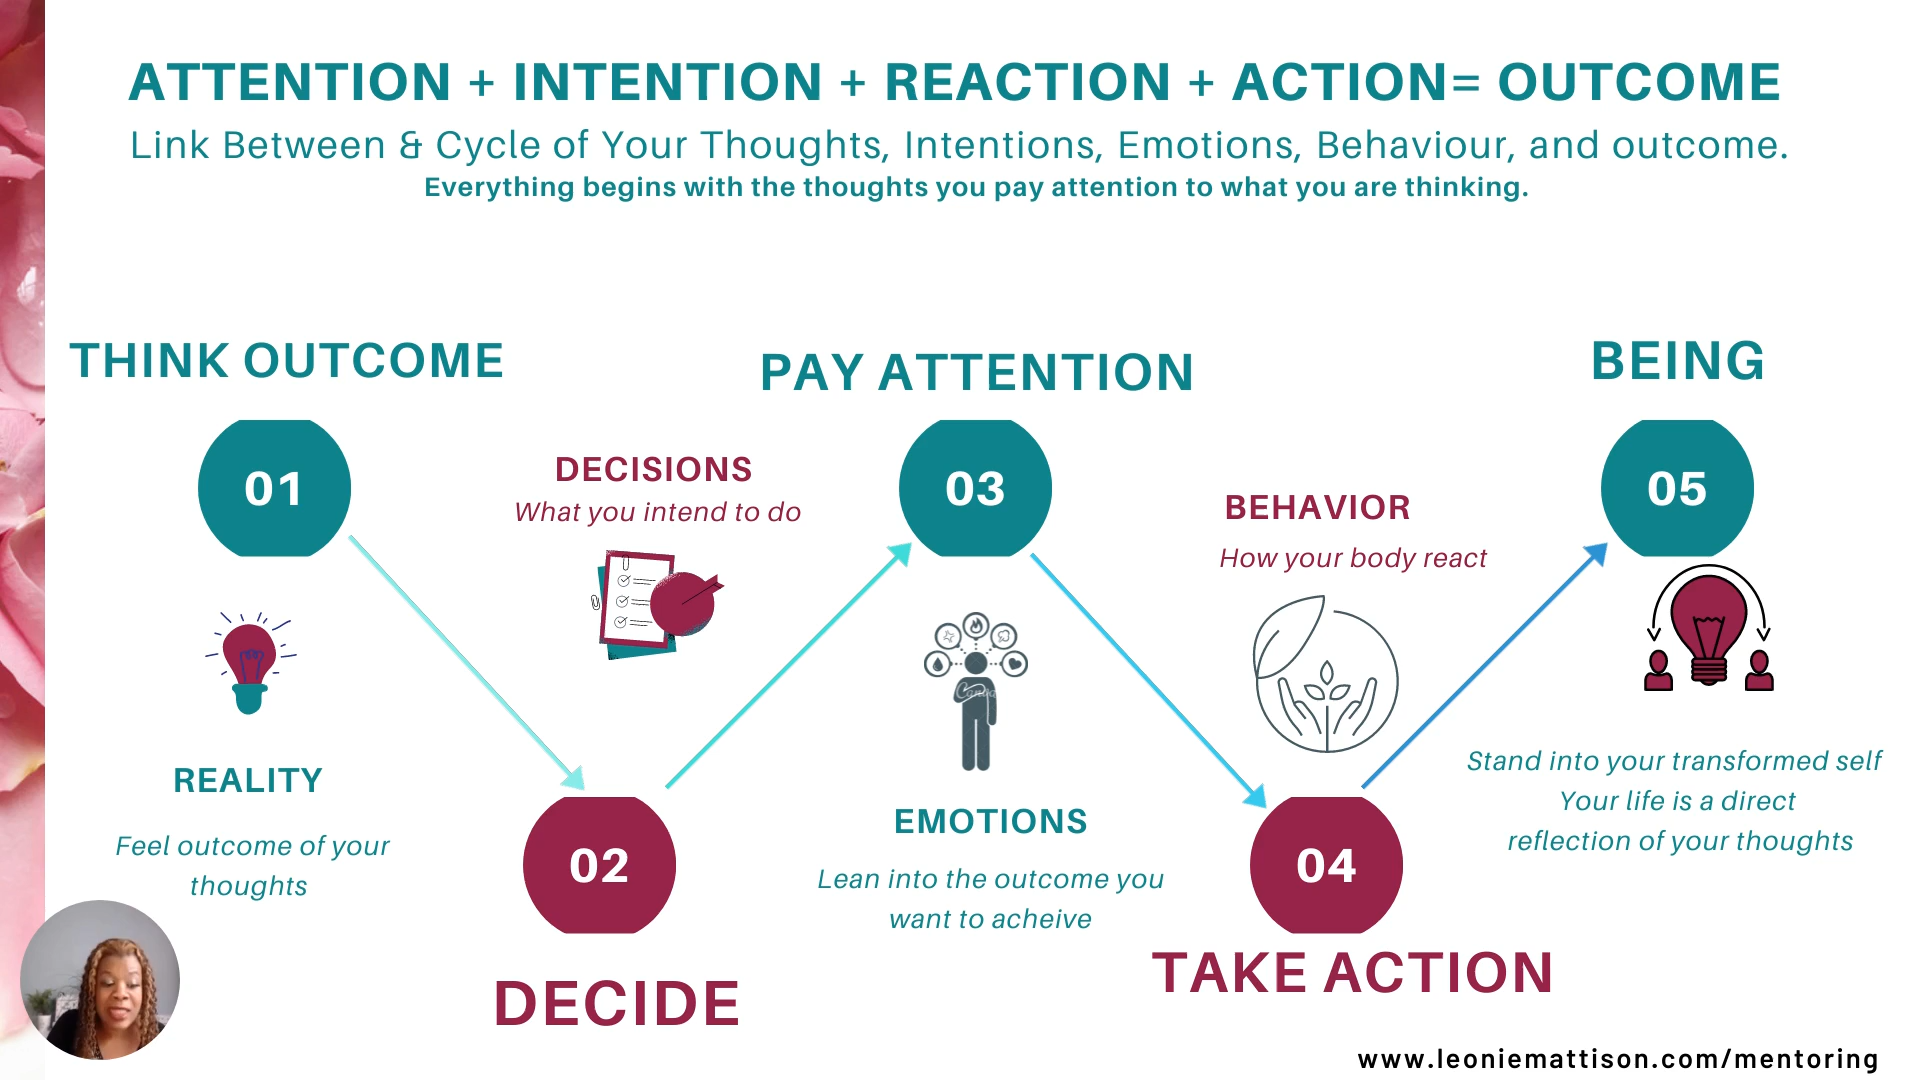 ATTENTION + INTENTION + REACTION + ACTION= OUTCOME
Link Between & Cycle of Your Thoughts, Intentions, Emotions, Behaviour, and outcome.
Everything begins with the thoughts you pay attention to what you are thinking.
THINK OUTCOME
01
REALITY
Feel outcome of your
thoughts
DECISIONS
What you intend to do
02
DECIDE
PAY ATTENTION
03
Canva
EMOTIONS
Lean into the outcome you
want to acheive
BEHAVIOR
How your body react
04
TAKE ACTION
BEING
05
Stand into your transformed self
Your life is a direct
reflection of your thoughts
www.leoniemattison.com/mentoring